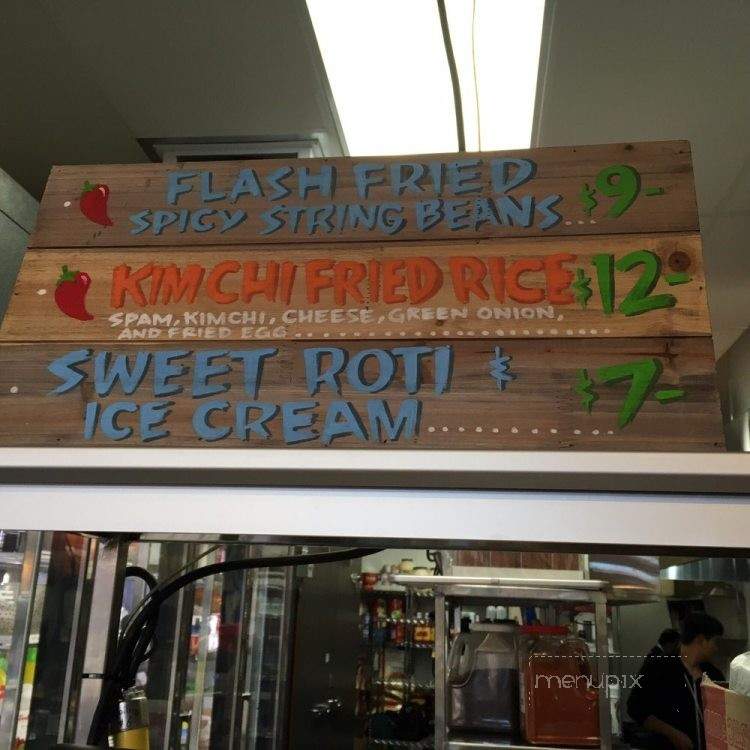 FLASH FRIED
SPICY STRING BEANS... $9-
KIMCHI FRIED RICE $12-
SPAM, KIMCHI, CHEESE, GREEN ONION,
AND FRIED EGG........................
SWEET ROTI &
ICE CREAM............ $7-
menupix